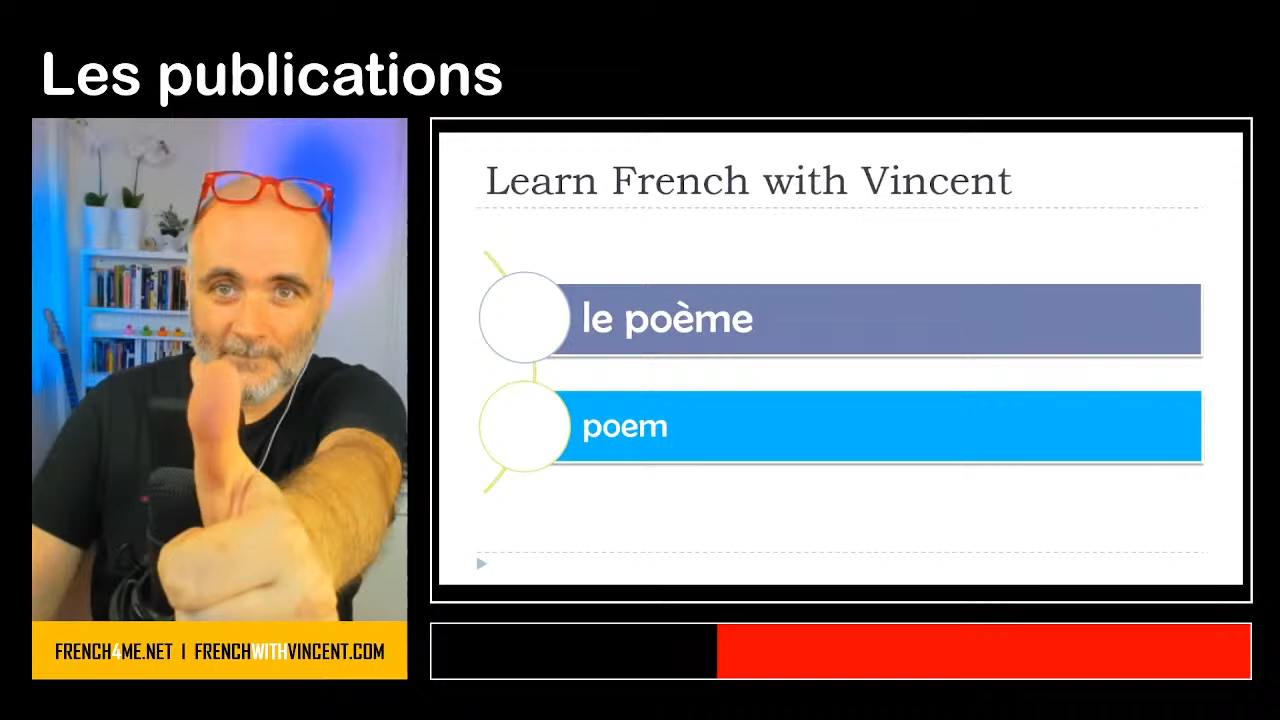 Les publications
Learn French with Vincent
le poème
poem
FRENCH4ME.NET | FRENCHWITHVINCENT.COM